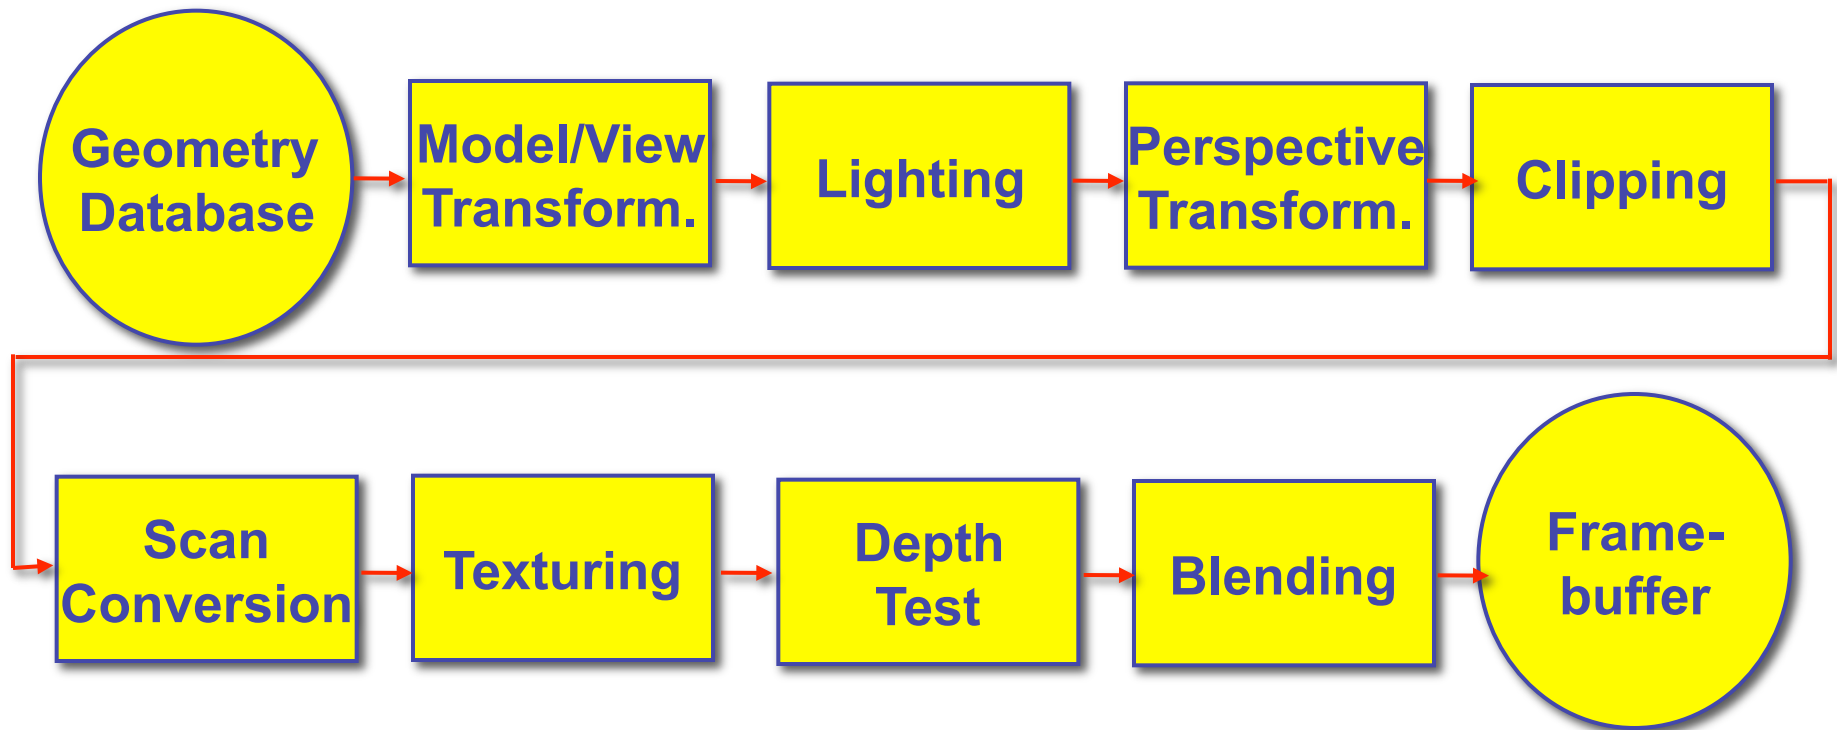 Geometry
Database
Model/View
Transform.
Lighting
Perspective
Transform.
Clipping
Scan
Conversion
Texturing
Depth
Test
Blending
Frame-
buffer